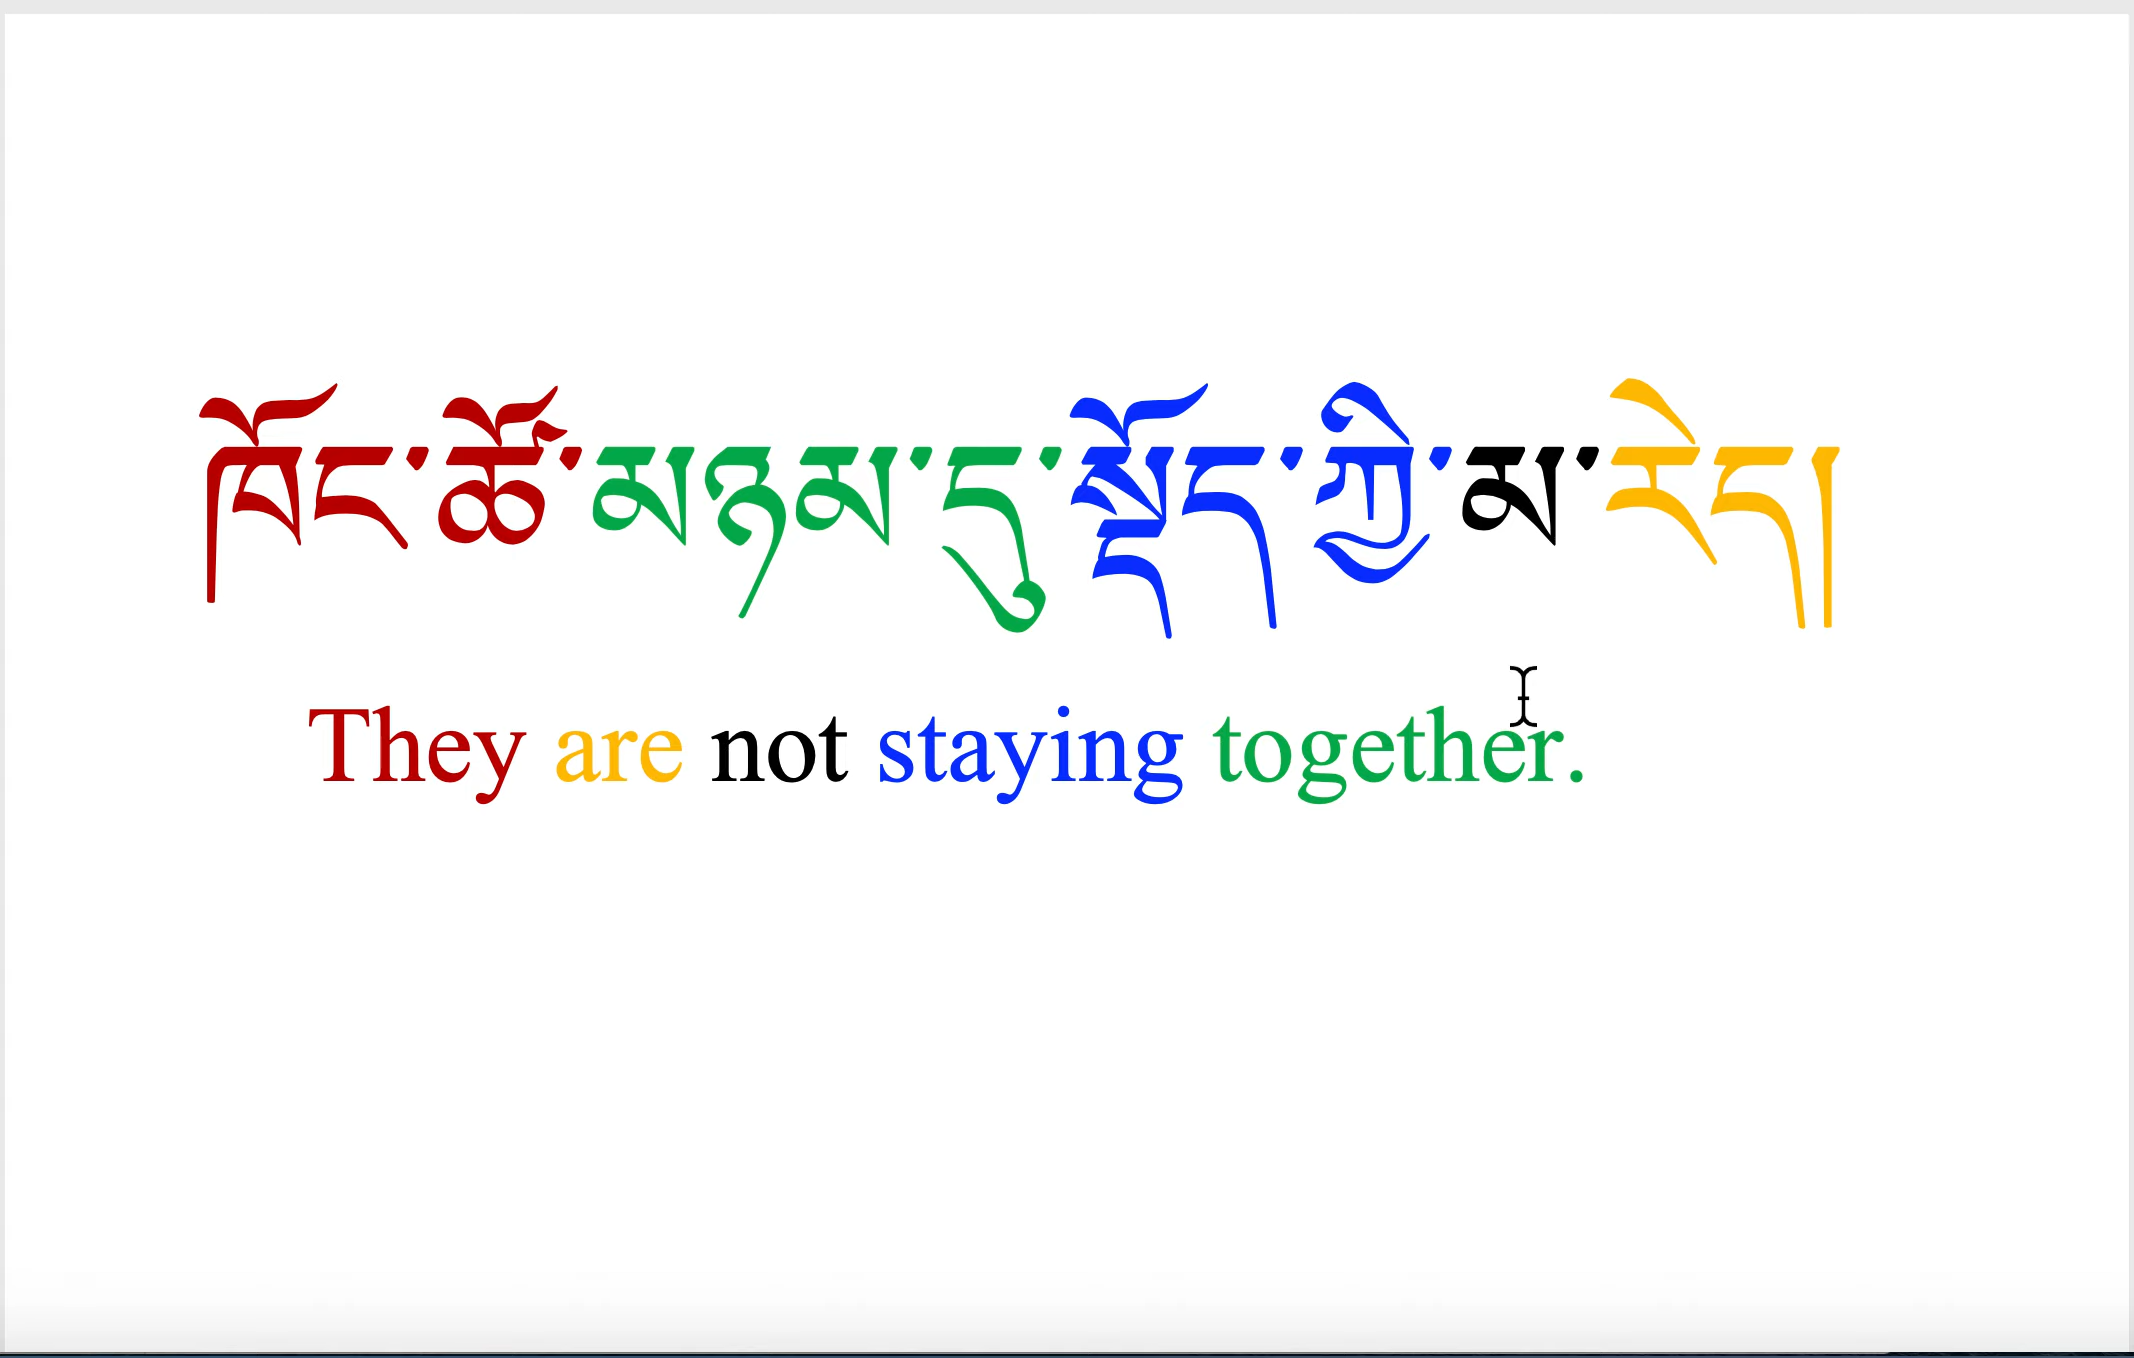 ཁོང་ཚོ་མཉམ་དུ་སྡོད་ཀྱི་མ་རེད།
They are not staying together.